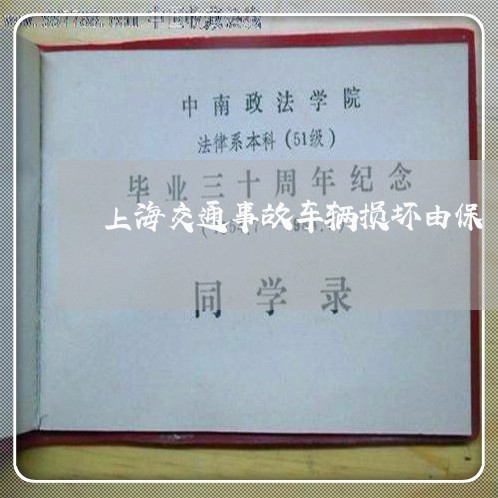 中南政法学院
法律系本科(51级)
毕业三十周年纪念
上海交通事故车辆损坏由保
同学录